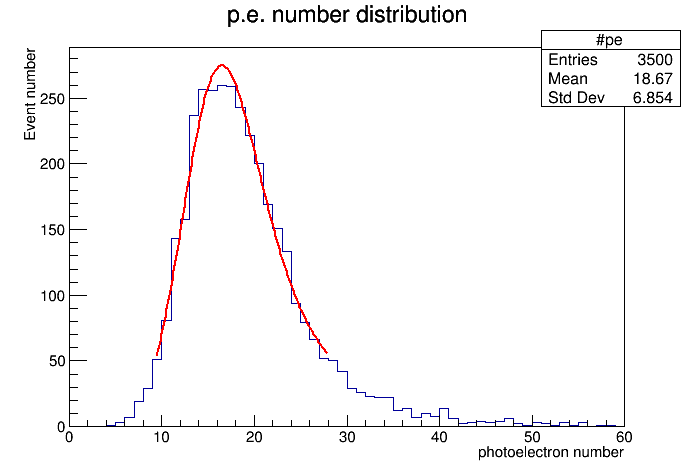 p.e. number distribution
#pe
Entries 3500
Mean 18.67
Std Dev 6.854
Event number
250
200
150
100
50
0
0 10 20 30 40 50 60
photoelectron number